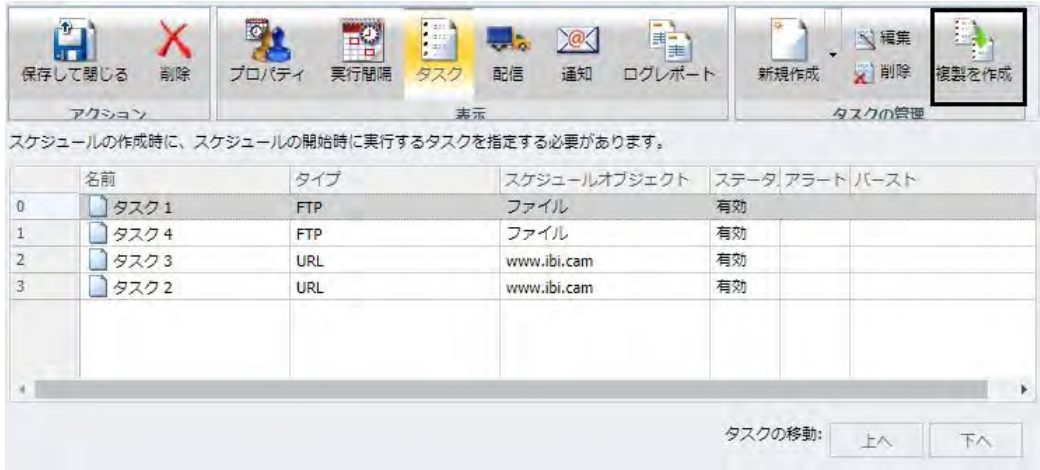 保存して閉じる 削除 プロパティ 実行間隔 タスク 配信 通知 ログレポート 新規作成 編集 削除 複製を作成
アクション 表示 タスクの管理
スケジュールの作成時に、スケジュールの開始時に実行するタスクを指定する必要があります。
名前 タイプ スケジュールオブジェクト ステータ アラート バースト
0 タスク 1 FTP ファイル 有効
1 タスク 4 FTP ファイル 有効
2 タスク 3 URL www.ibi.cam 有効
3 タスク 2 URL www.ibi.cam 有効
タスクの移動: 上へ 下へ